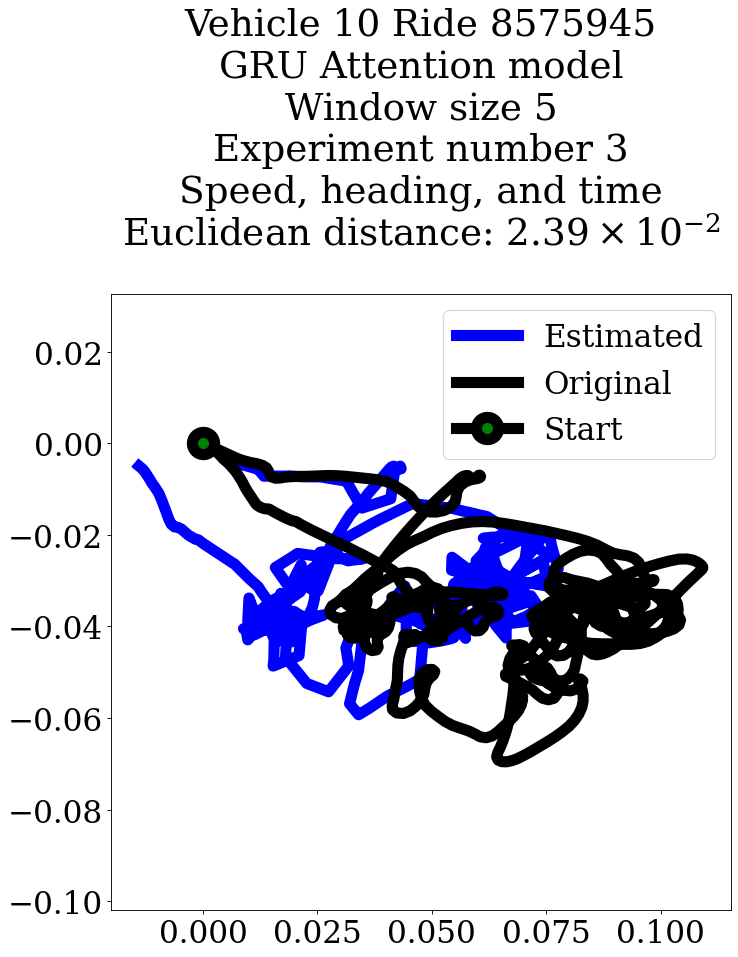 Vehicle 10 Ride 8575945
GRU Attention model
Window size 5
Experiment number 3
Speed, heading, and time
Euclidean distance: 2.39 × 10⁻²
Estimated
Original
Start
0.02
0.00
−0.02
−0.04
−0.06
−0.08
−0.10
0.000 0.025 0.050 0.075 0.100